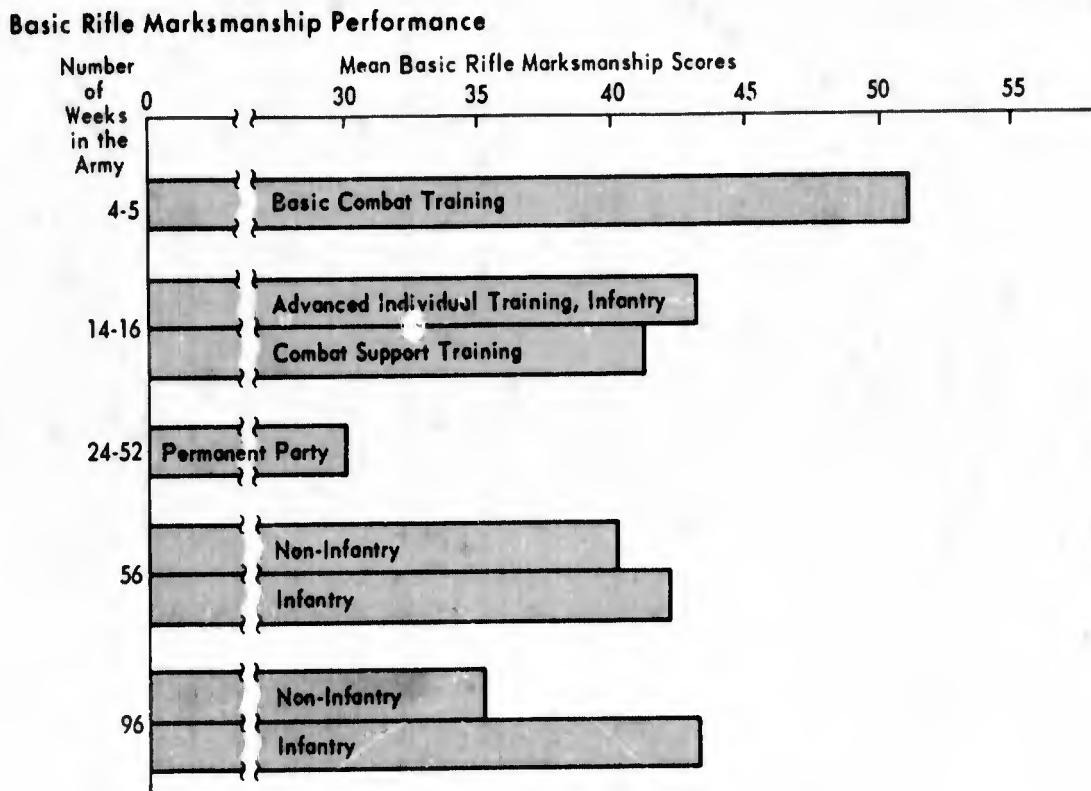 Basic Rifle Marksmanship Performance
Number
of
Weeks
in the
Army
Mean Basic Rifle Marksmanship Scores
0 30 35 40 45 50 55
4-5 Basic Combat Training
Advanced Individual Training, Infantry
14-16
Combat Support Training
24-52 Permanent Party
Non-Infantry
56
Infantry
Non-Infantry
96
Infantry